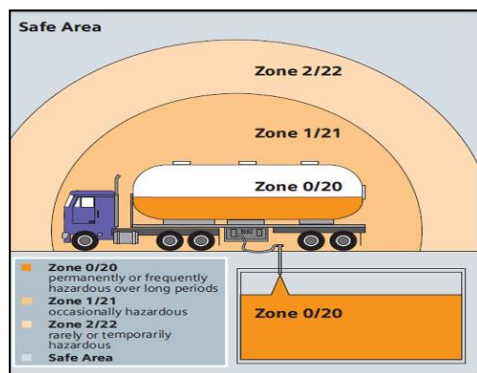 Safe Area
Zone 2/22
Zone 1/21
Zone 0/20
Zone 0/20
permanently or frequently
hazardous over long periods
Zone 1/21
occasionally hazardous
Zone 2/22
rarely or temporarily
hazardous
Safe Area
Zone 0/20